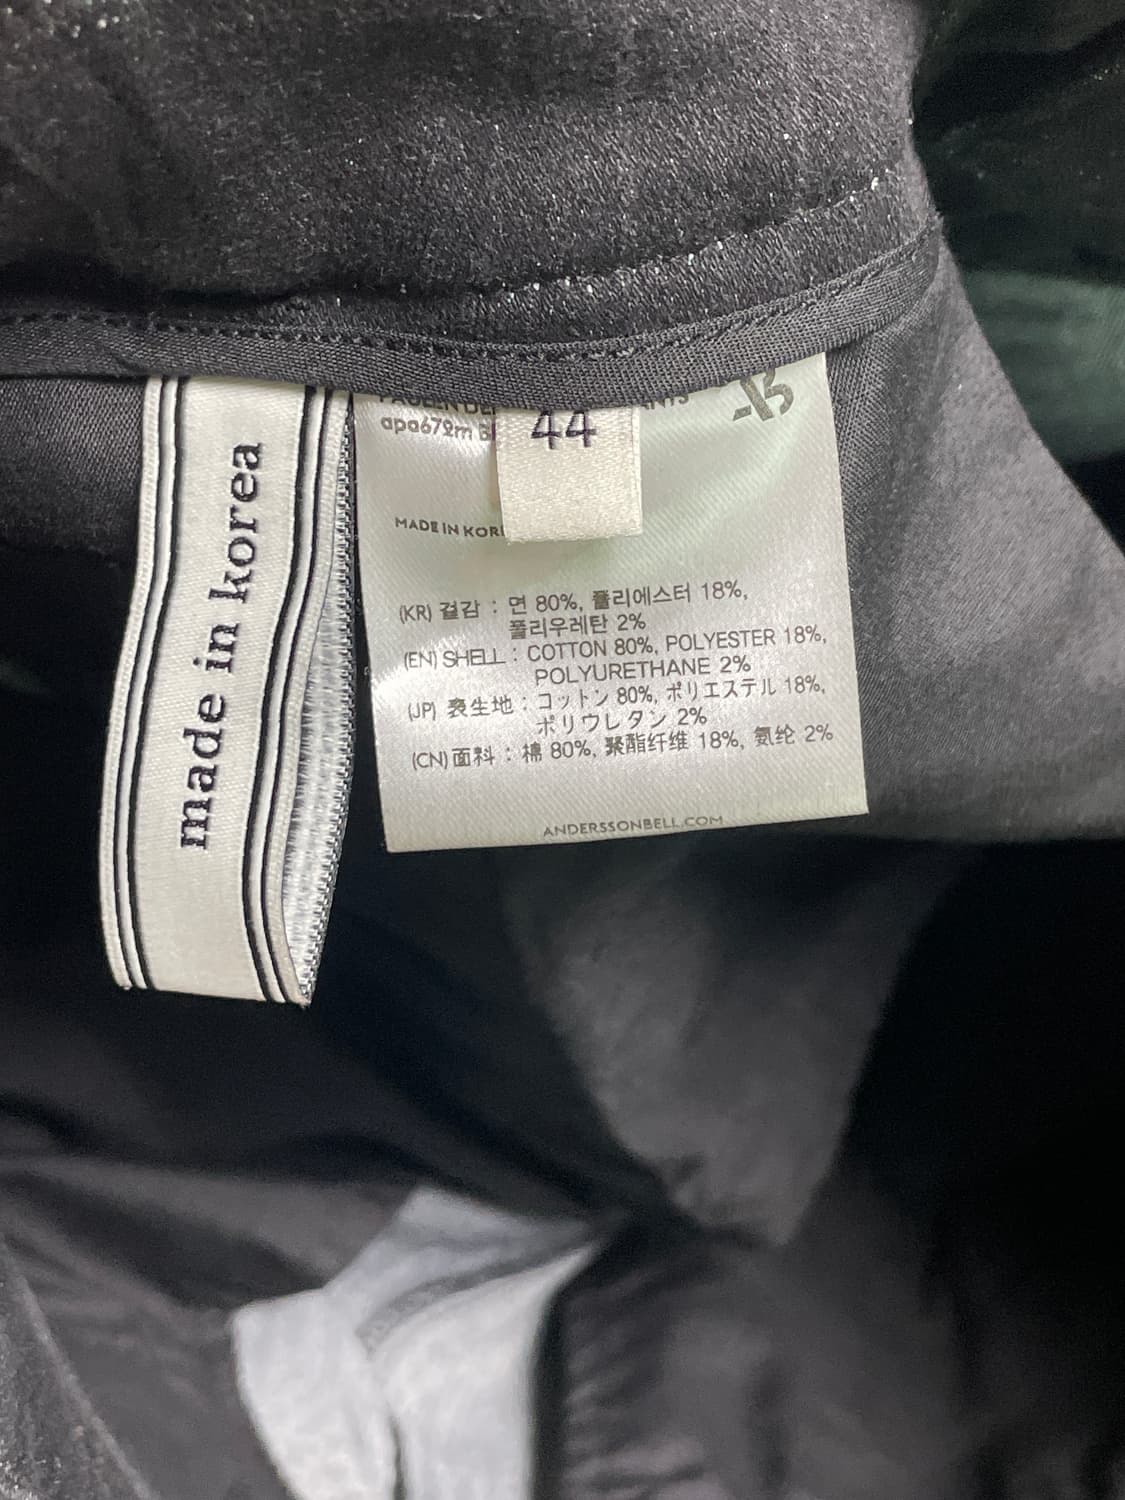 made in korea
44
apa672m
MADE IN
(KR) 겉감 : 면 80%, 폴리에스터 18%,
폴리우레탄 2%
(EN) SHELL : COTTON 80%, POLYESTER 18%,
POLYURETHANE 2%
(JP) 表生地 : コットン 80%, ポリエステル 18%,
ポリウレタン 2%
(CN) 面料 : 棉 80%, 聚酯纤维 18%, 氨纶 2%
ANDERSSONBELL.COM